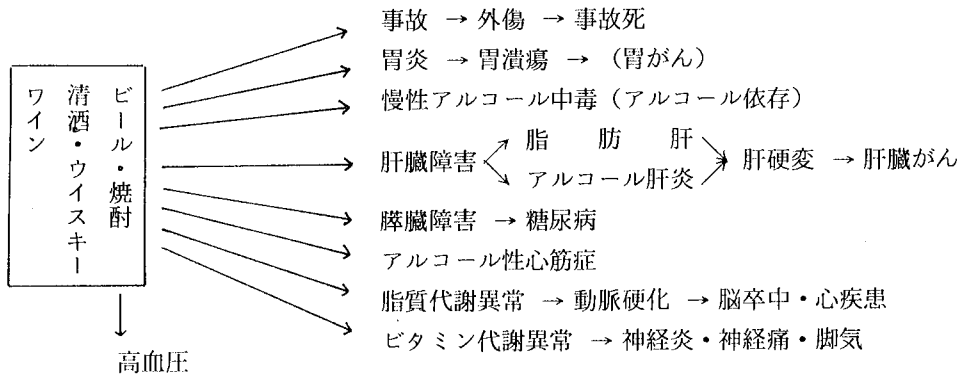 事故 → 外傷 → 事故死
胃炎 → 胃潰瘍 → (胃がん)
慢性アルコール中毒(アルコール依存)
ビール・焼酎
清酒・ウイスキー
ワイン
肝臓障害
脂肪肝
アルコール肝炎
肝硬変 → 肝臓がん
膵臓障害 → 糖尿病
アルコール性心筋症
脂質代謝異常 → 動脈硬化 → 脳卒中・心疾患
ビタミン代謝異常 → 神経炎・神経痛・脚気
高血圧